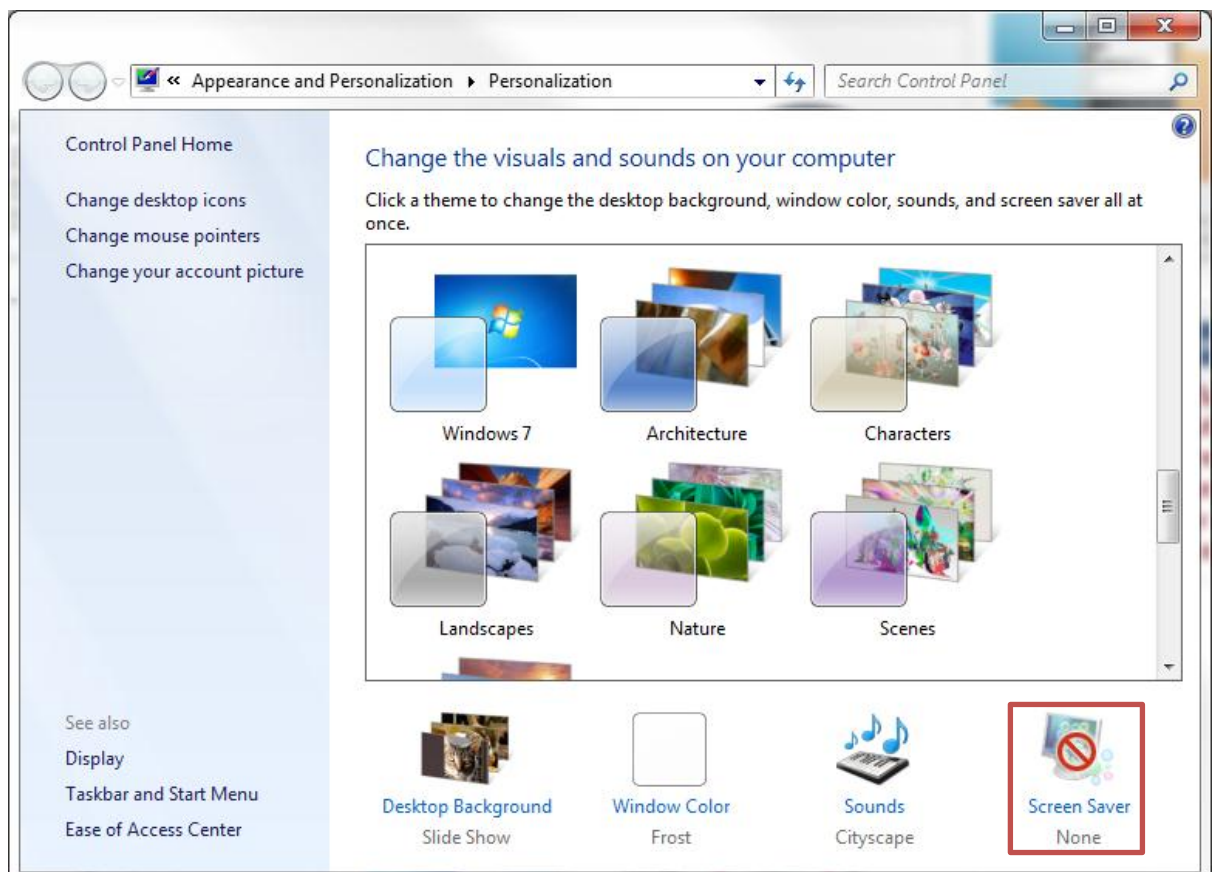 « Appearance and Personalization ▸ Personalization
Search Control Panel
Control Panel Home
Change desktop icons
Change mouse pointers
Change your account picture
See also
Display
Taskbar and Start Menu
Ease of Access Center
Change the visuals and sounds on your computer
Click a theme to change the desktop background, window color, sounds, and screen saver all at
once.
Windows 7
Architecture
Characters
Landscapes
Nature
Scenes
Desktop Background
Slide Show
Window Color
Frost
Sounds
Cityscape
Screen Saver
None